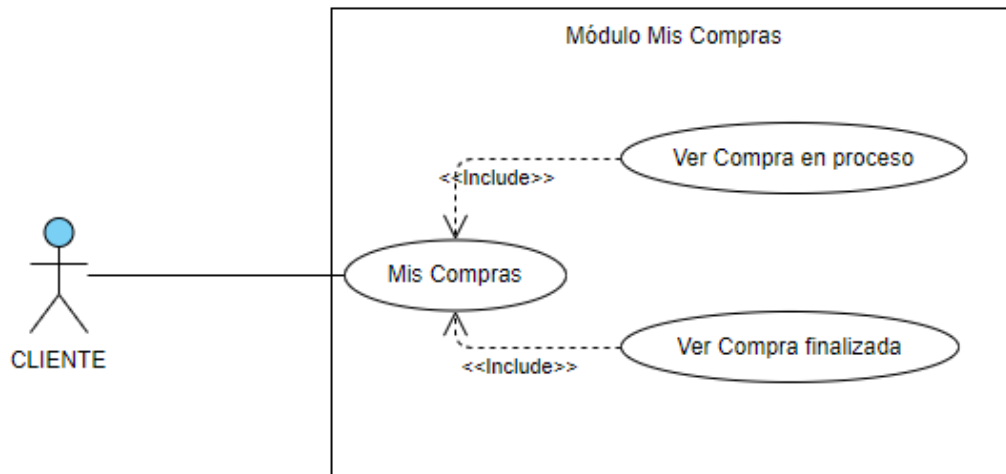 Módulo Mis Compras
Ver Compra en proceso
<<Include>>
Mis Compras
Ver Compra finalizada
<<Include>>
CLIENTE